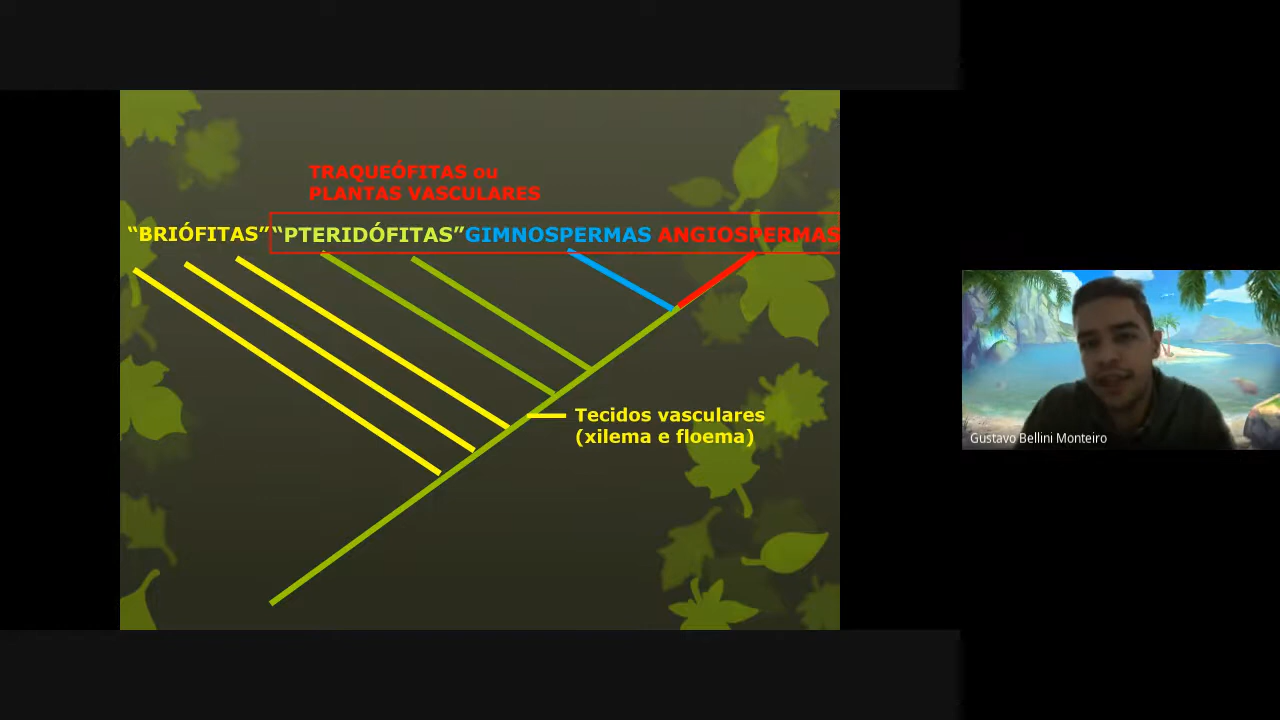 TRAQUEÓFITAS ou
PLANTAS VASCULARES
“BRIÓFITAS” “PTERIDÓFITAS” GIMNOSPERMAS ANGIOSPERMAS
Tecidos vasculares
(xilema e floema)
Gustavo Bellini Monteiro